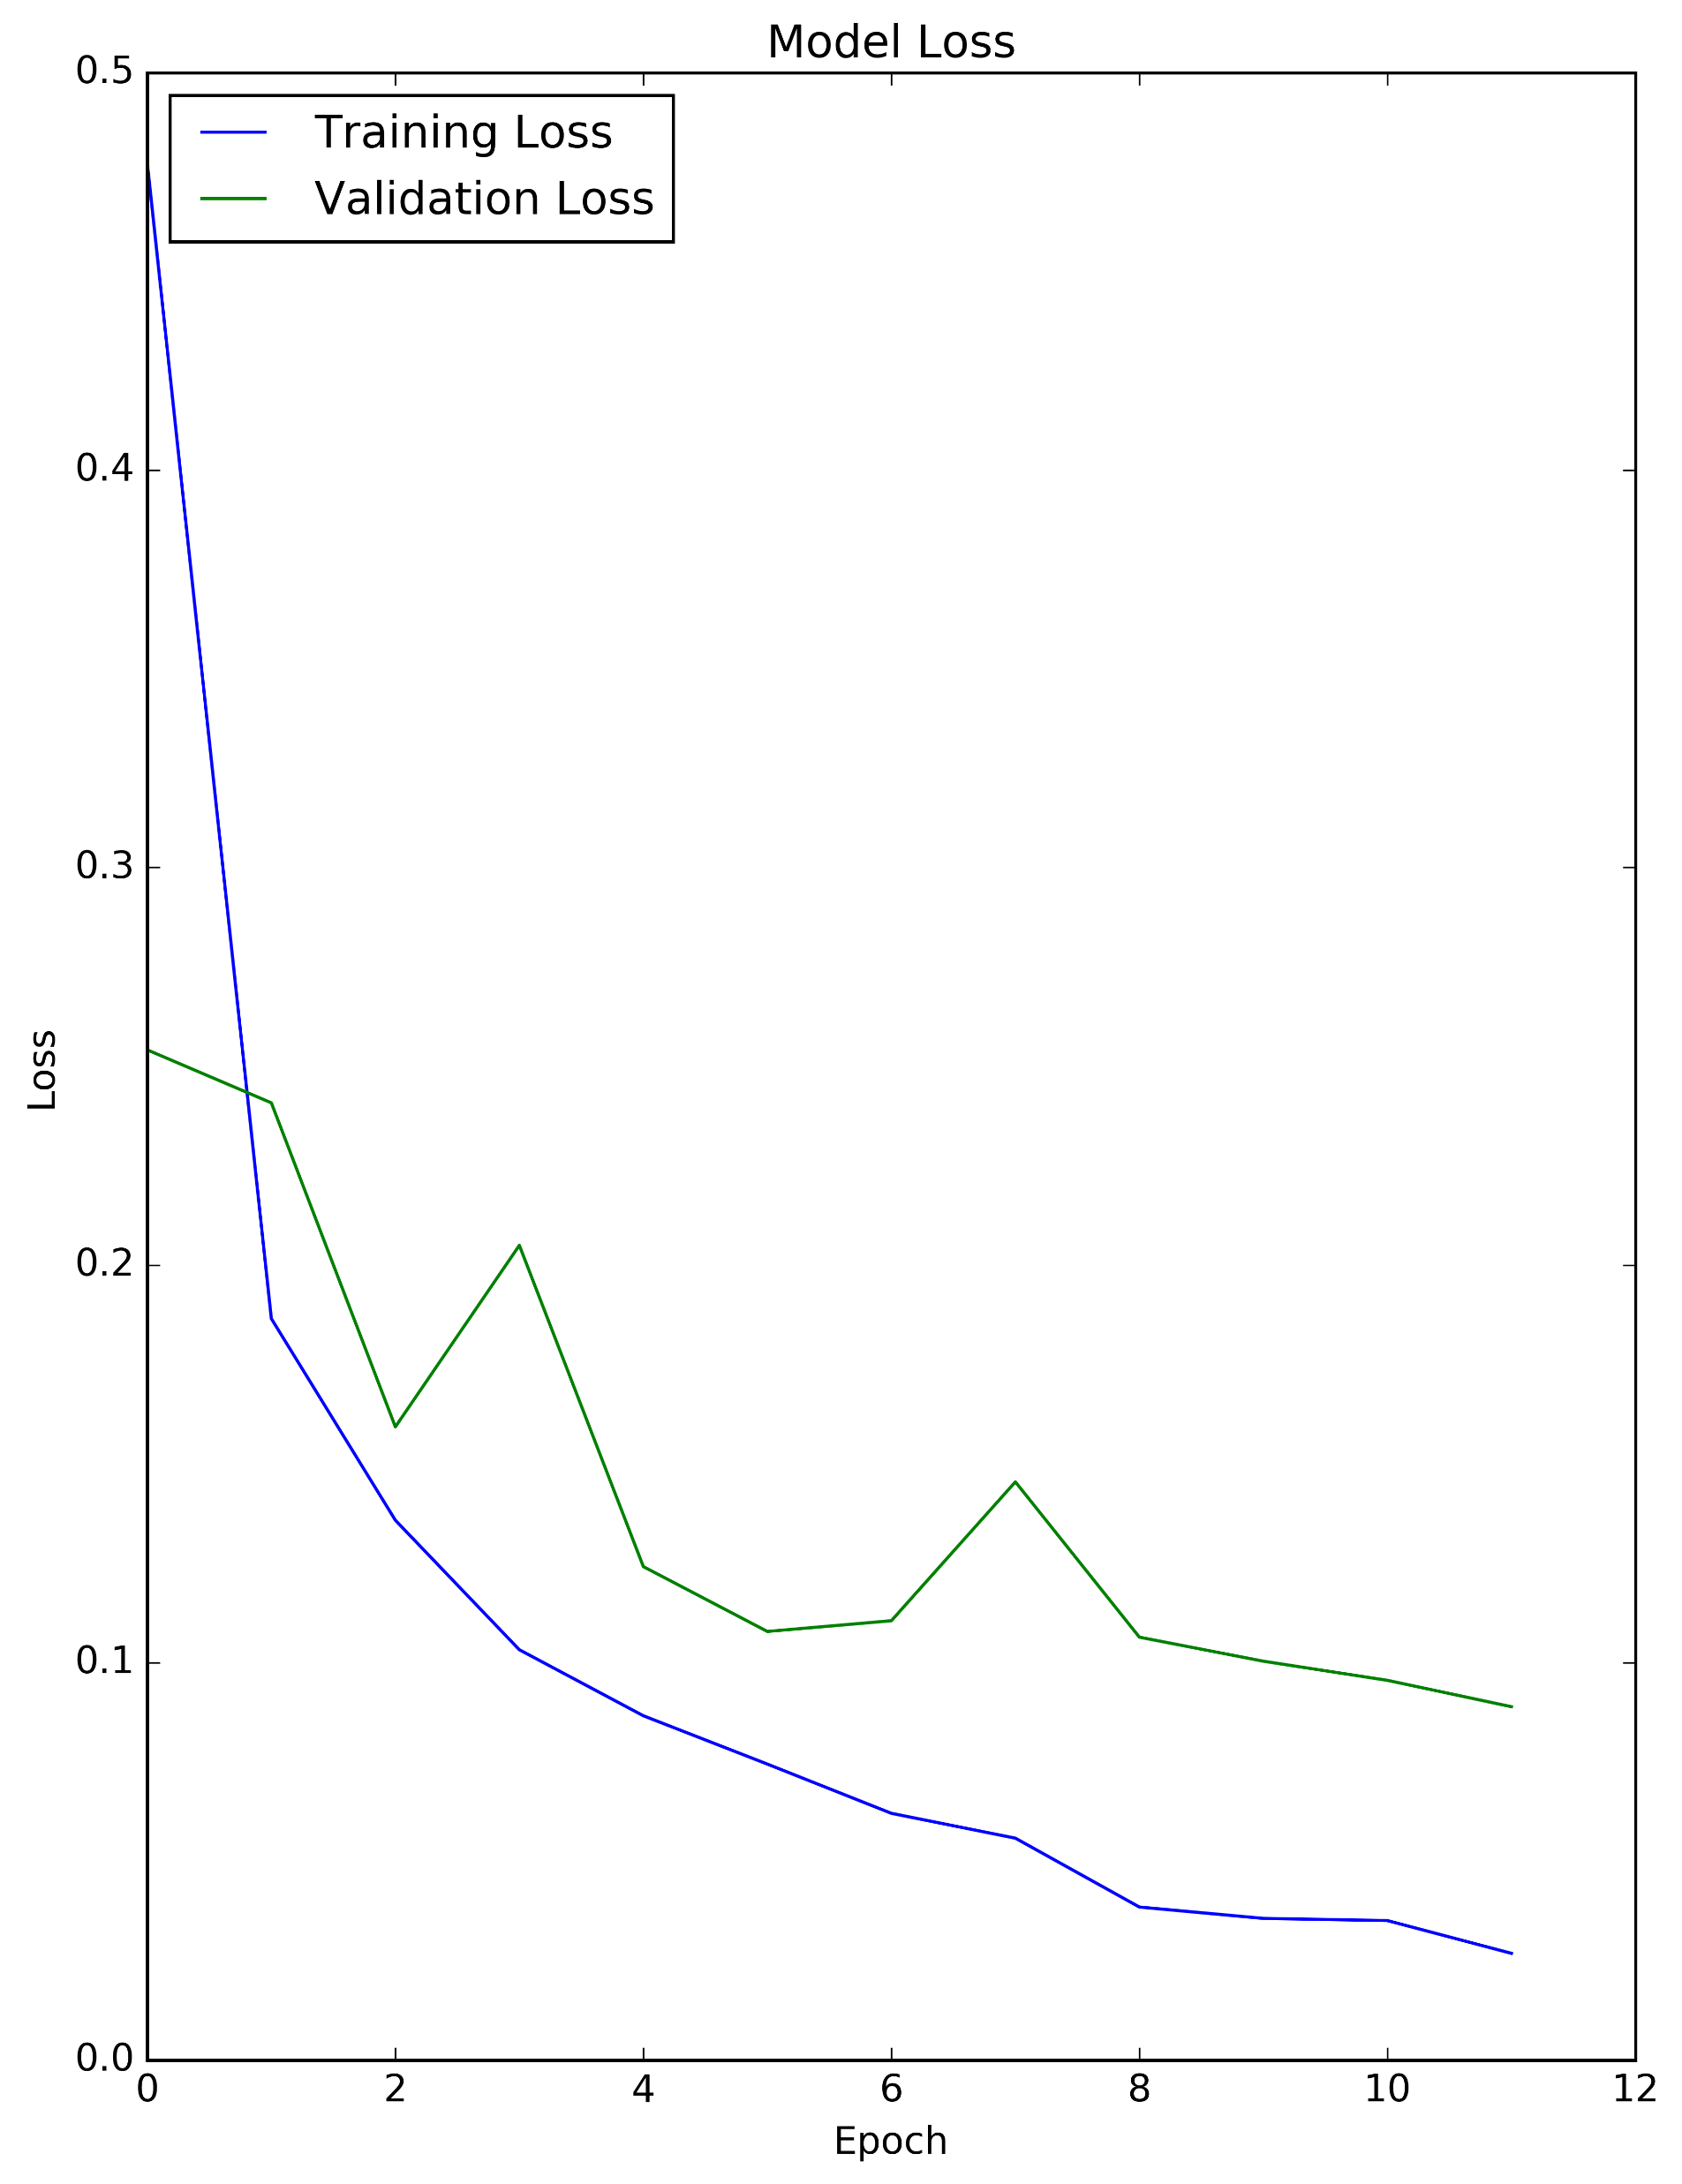 Model Loss
0.5
Training Loss
Validation Loss
0.4
0.3
Loss
0.2
0.1
0.0
0 2 4 6 8 10 12
Epoch